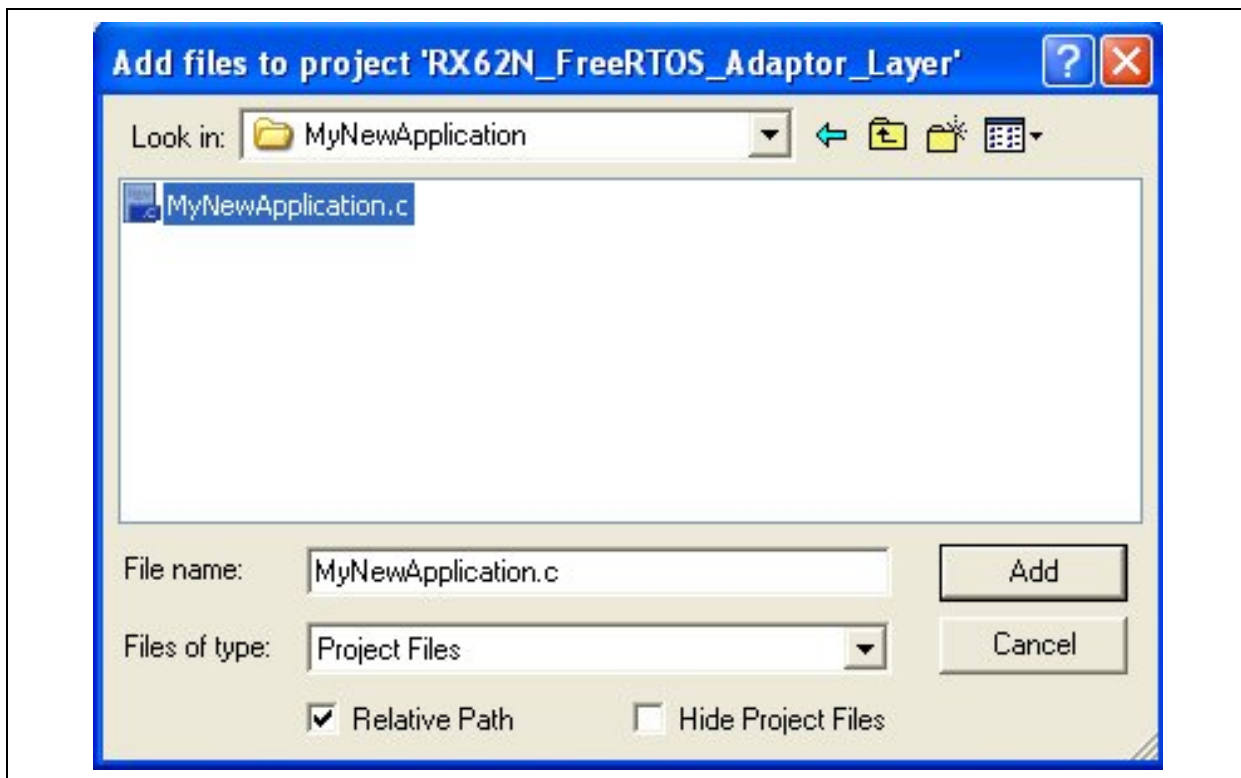 Add files to project 'RX62N_FreeRTOS_Adaptor_Layer'
Look in: MyNewApplication
MyNewApplication.c
File name: MyNewApplication.c Add
Files of type: Project Files Cancel
Relative Path Hide Project Files